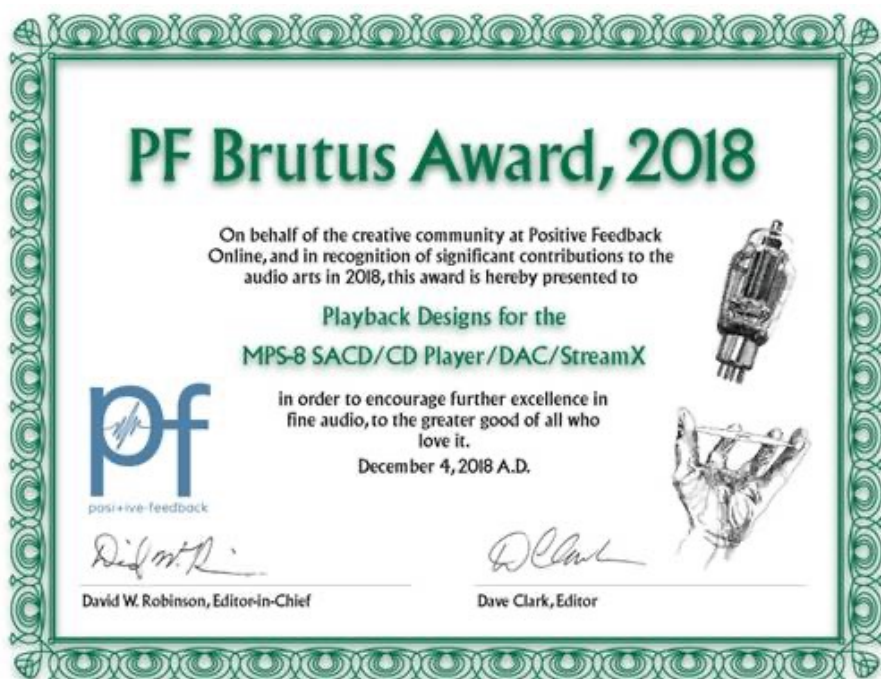 PF Brutus Award, 2018
On behalf of the creative community at Positive Feedback
Online, and in recognition of significant contributions to the
audio arts in 2018, this award is hereby presented to
Playback Designs for the
MPS-8 SACD/CD Player/DAC/StreamX
in order to encourage further excellence in
fine audio, to the greater good of all who
love it.
December 4, 2018 A.D.
pf
posi+ive-feedback
David W. Robinson, Editor-in-Chief
Dave Clark, Editor